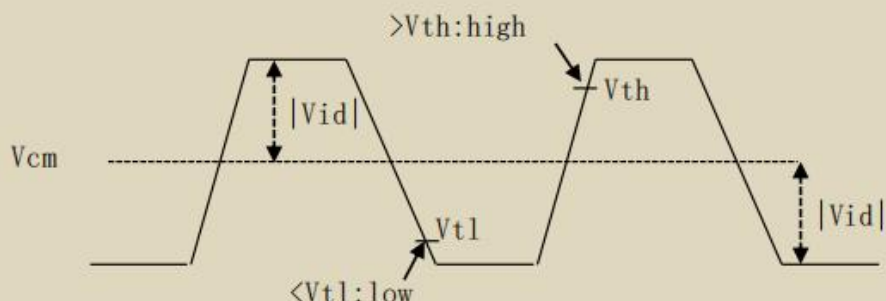 >Vth:high
Vth
|Vid|
Vcm
|Vid|
Vtl
<Vtl:low